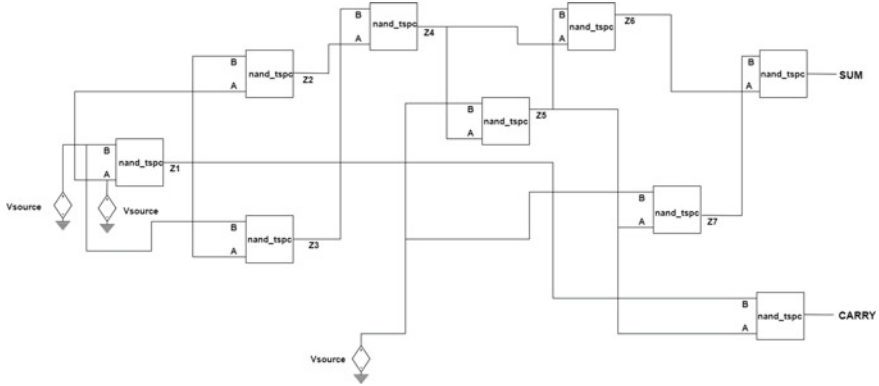 B
nand_tspc
A
Z4
B
nand_tspc
A
Z6
B
nand_tspc
A
Z2
B
nand_tspc
A
SUM
B
nand_tspc
A
Z5
B
nand_tspc
A
Z1
B
nand_tspc
A
Z7
Vsource
Vsource
B
nand_tspc
A
Z3
B
nand_tspc
A
CARRY
Vsource